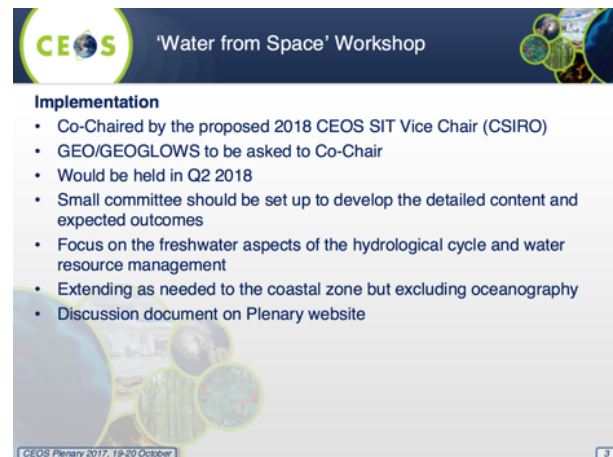 CEOS
'Water from Space' Workshop
Implementation
• Co-Chaired by the proposed 2018 CEOS SIT Vice Chair (CSIRO)
• GEO/GEOGLOWS to be asked to Co-Chair
• Would be held in Q2 2018
• Small committee should be set up to develop the detailed content and
expected outcomes
• Focus on the freshwater aspects of the hydrological cycle and water
resource management
• Extending as needed to the coastal zone but excluding oceanography
• Discussion document on Plenary website
CEOS Plenary 2017, 19-20 October
3